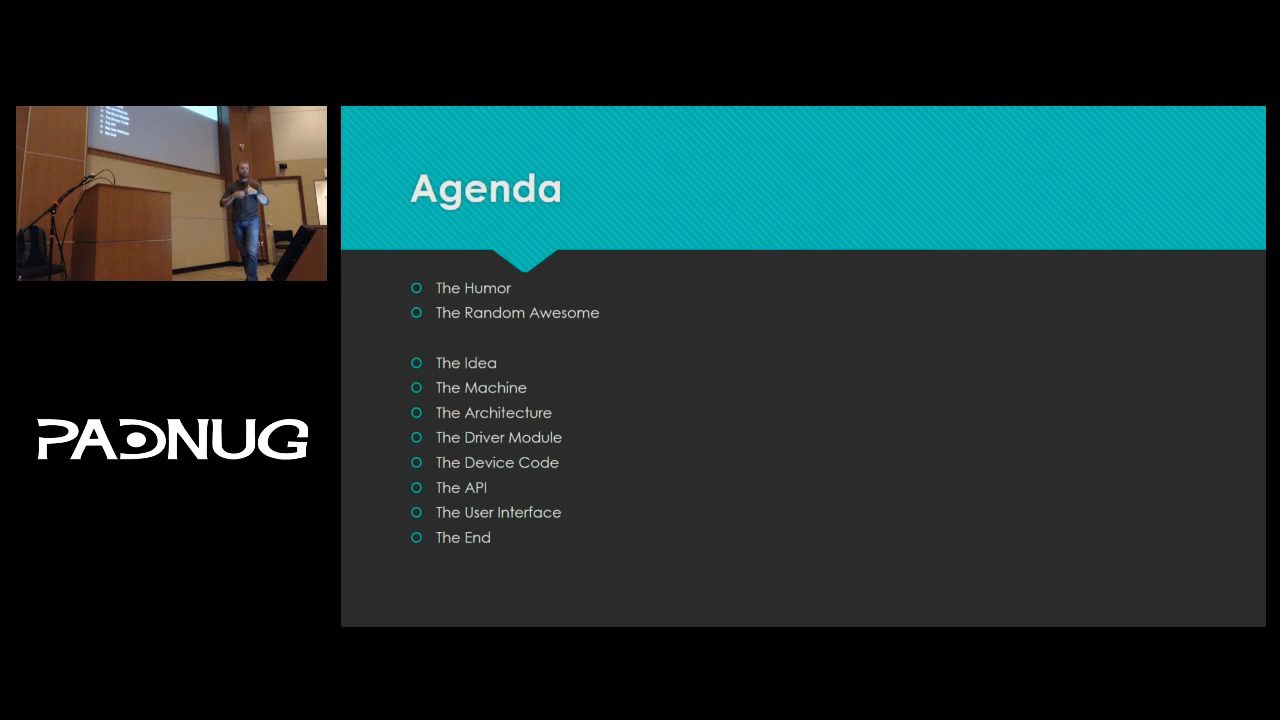 Agenda
The Humor
The Random Awesome
The Idea
The Machine
The Architecture
The Driver Module
The Device Code
The API
The User Interface
The End
PADNUG